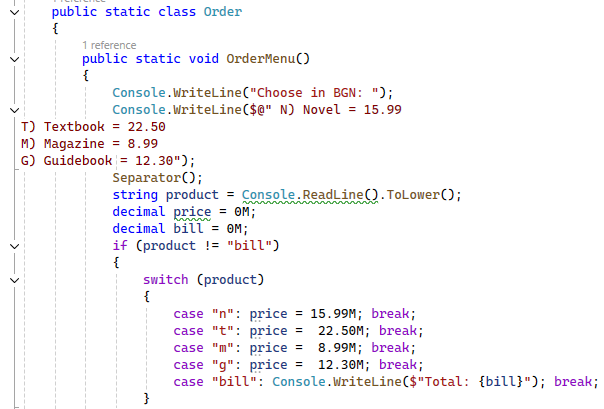 1 reference
public static class Order
{
1 reference
public static void OrderMenu()
{
Console.WriteLine("Choose in BGN: ");
Console.WriteLine($@" N) Novel = 15.99
T) Textbook = 22.50
M) Magazine = 8.99
G) Guidebook = 12.30");
Separator();
string product = Console.ReadLine().ToLower();
decimal price = 0M;
decimal bill = 0M;
if (product != "bill")
{
switch (product)
{
case "n": price = 15.99M; break;
case "t": price =  22.50M; break;
case "m": price =  8.99M; break;
case "g": price =  12.30M; break;
case "bill": Console.WriteLine($"Total: {bill}"); break;
}